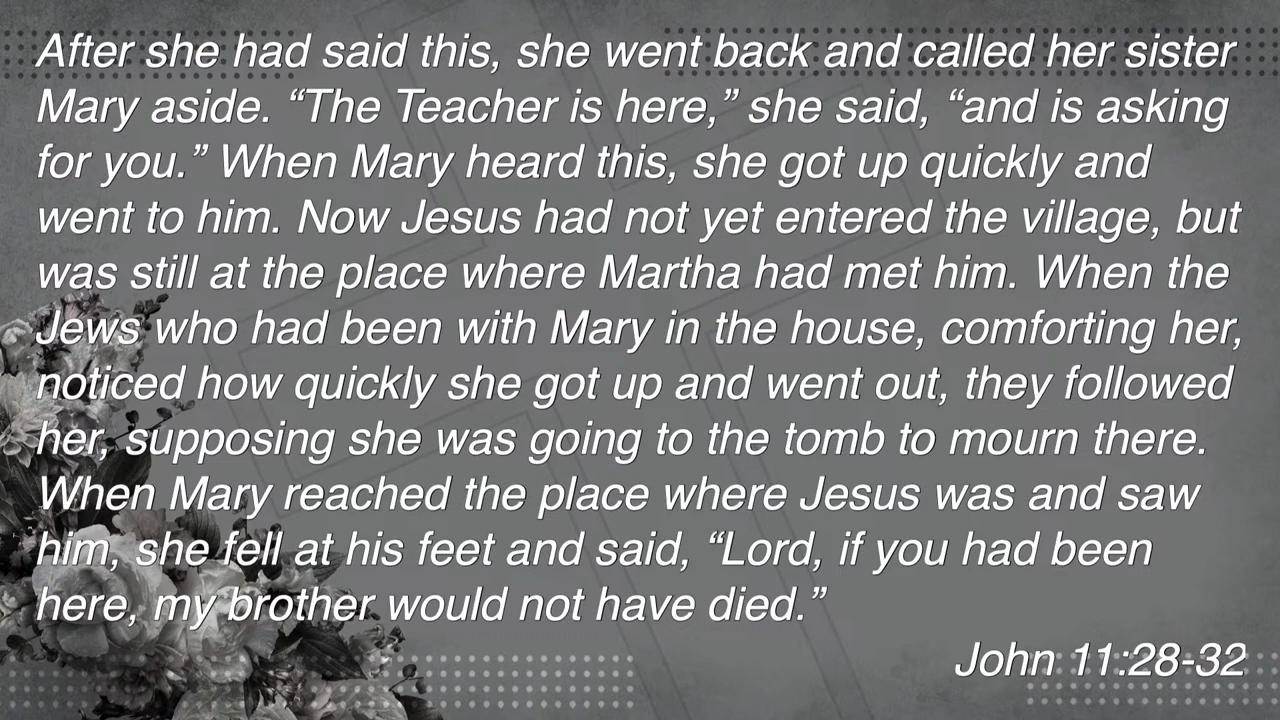 After she had said this, she went back and called her sister
Mary aside. “The Teacher is here,” she said, “and is asking
for you.” When Mary heard this, she got up quickly and
went to him. Now Jesus had not yet entered the village, but
was still at the place where Martha had met him. When the
Jews who had been with Mary in the house, comforting her,
noticed how quickly she got up and went out, they followed
her, supposing she was going to the tomb to mourn there.
When Mary reached the place where Jesus was and saw
him, she fell at his feet and said, “Lord, if you had been
here, my brother would not have died.”
John 11:28-32